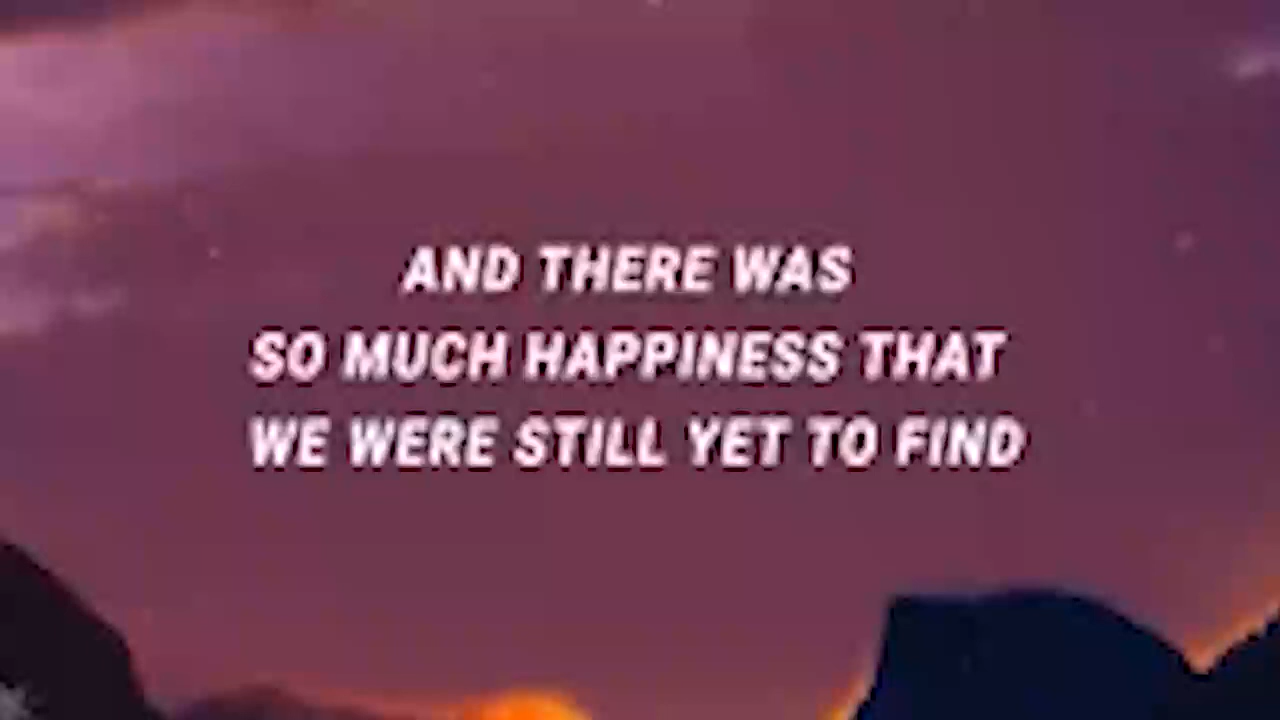 AND THERE WAS
SO MUCH HAPPINESS THAT
WE WERE STILL YET TO FIND